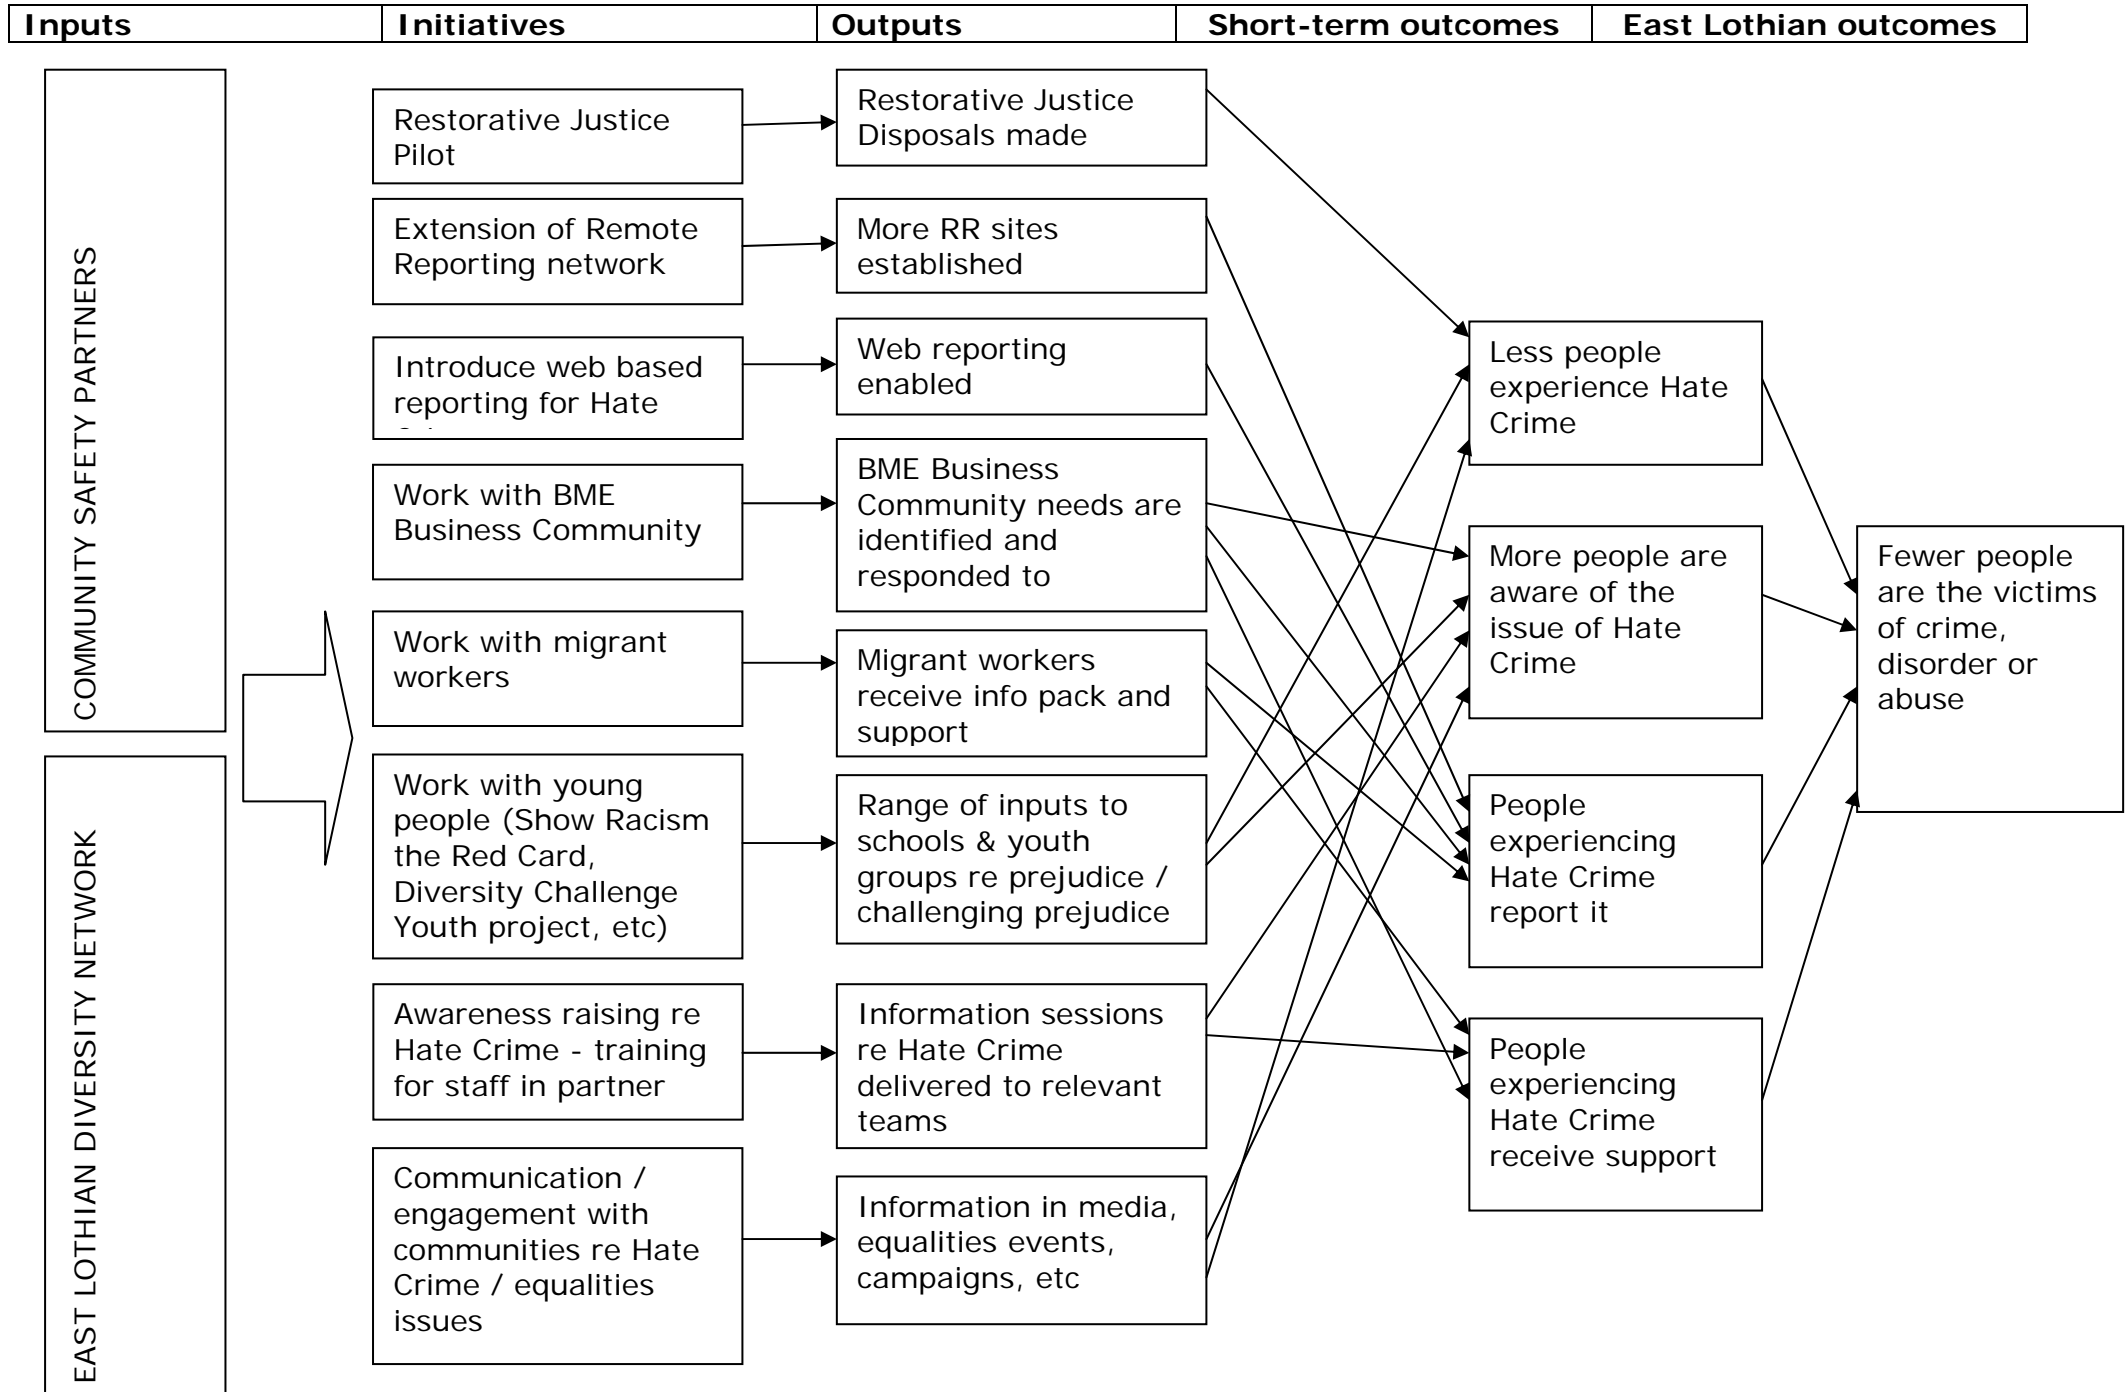 Inputs Initiatives Outputs Short-term outcomes East Lothian outcomes
COMMUNITY SAFETY PARTNERS
EAST LOTHIAN DIVERSITY NETWORK
Restorative Justice
Pilot
Extension of Remote
Reporting network
Introduce web based
reporting for Hate
Work with BME
Business Community
Work with migrant
workers
Work with young
people (Show Racism
the Red Card,
Diversity Challenge
Youth project, etc)
Awareness raising re
Hate Crime - training
for staff in partner
Communication /
engagement with
communities re Hate
Crime / equalities
issues
Restorative Justice
Disposals made
More RR sites
established
Web reporting
enabled
BME Business
Community needs are
identified and
responded to
Migrant workers
receive info pack and
support
Range of inputs to
schools & youth
groups re prejudice /
challenging prejudice
Information sessions
re Hate Crime
delivered to relevant
teams
Information in media,
equalities events,
campaigns, etc
Less people
experience Hate
Crime
More people are
aware of the
issue of Hate
Crime
People
experiencing
Hate Crime
report it
People
experiencing
Hate Crime
receive support
Fewer people
are the victims
of crime,
disorder or
abuse